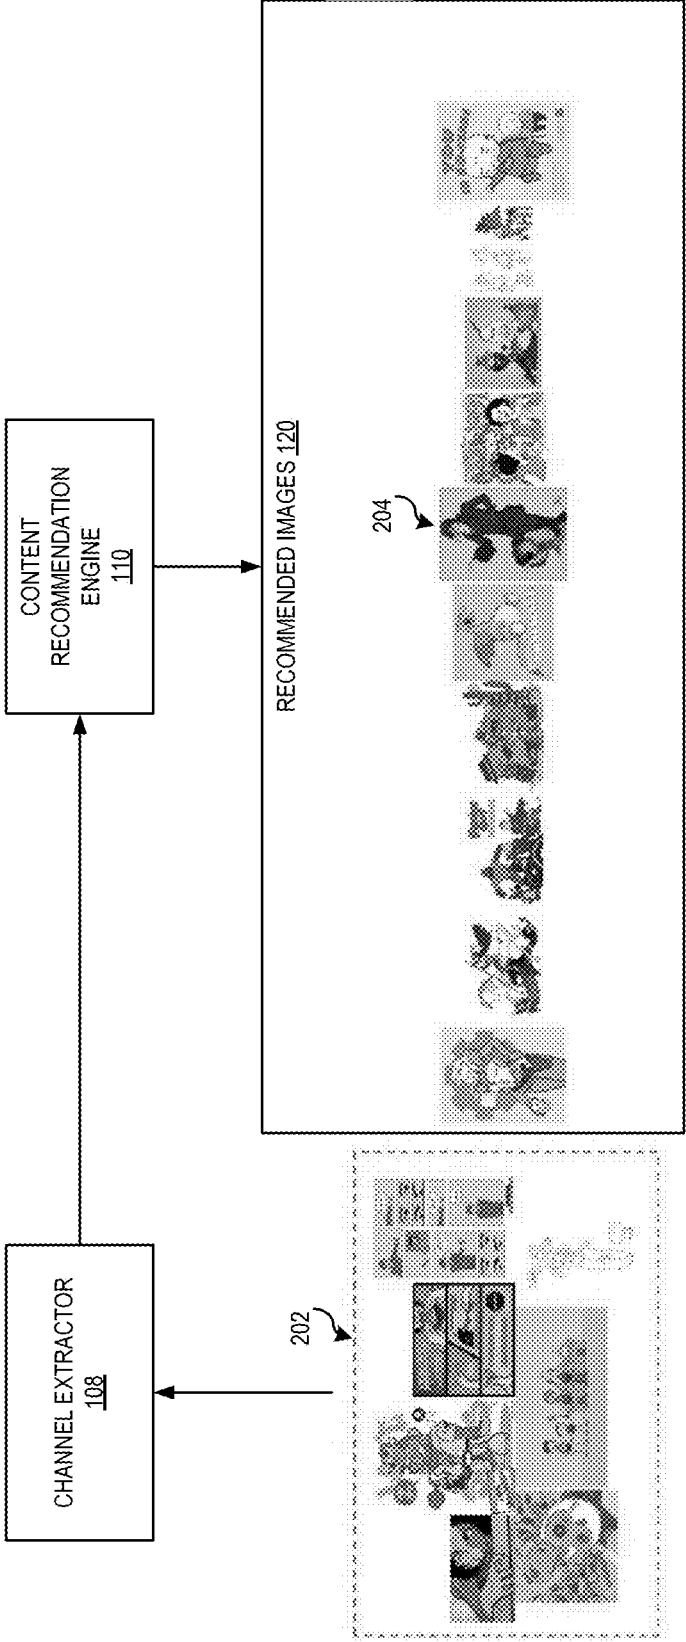 CHANNEL EXTRACTOR
108
CONTENT
RECOMMENDATION
ENGINE
110
202
RECOMMENDED IMAGES 120
204